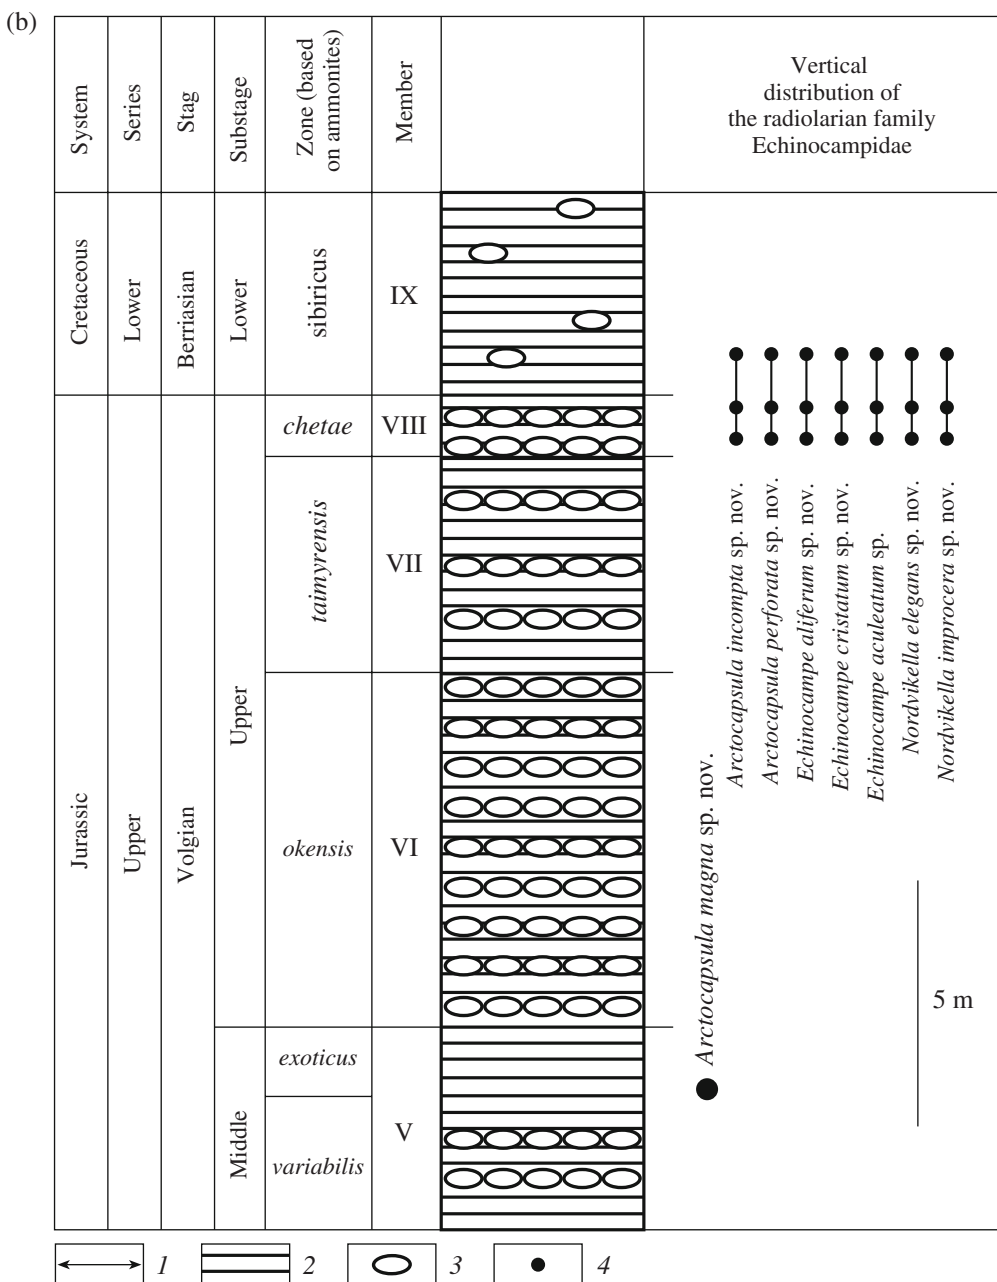 (b)
System
Series
Stag
Substage
Zone (based
on ammonites)
Member
Vertical
distribution of
the radiolarian family
Echinocampidae
Cretaceous
Lower
Berriasian
Lower
sibiricus
IX
Jurassic
Upper
Volgian
Upper
chetae
VIII
taimyrensis
VII
okensis
VI
Middle
exoticus
variabilis
V
Arctocapsula magna sp. nov.
Arctocapsula incompta sp. nov.
Arctocapsula perforata sp. nov.
Echinocampe aliferum sp. nov.
Echinocampe cristatum sp. nov.
Echinocampe aculeatum sp.
Nordvikella elegans sp. nov.
Nordvikella improcera sp. nov.
5 m
1
2
3
4